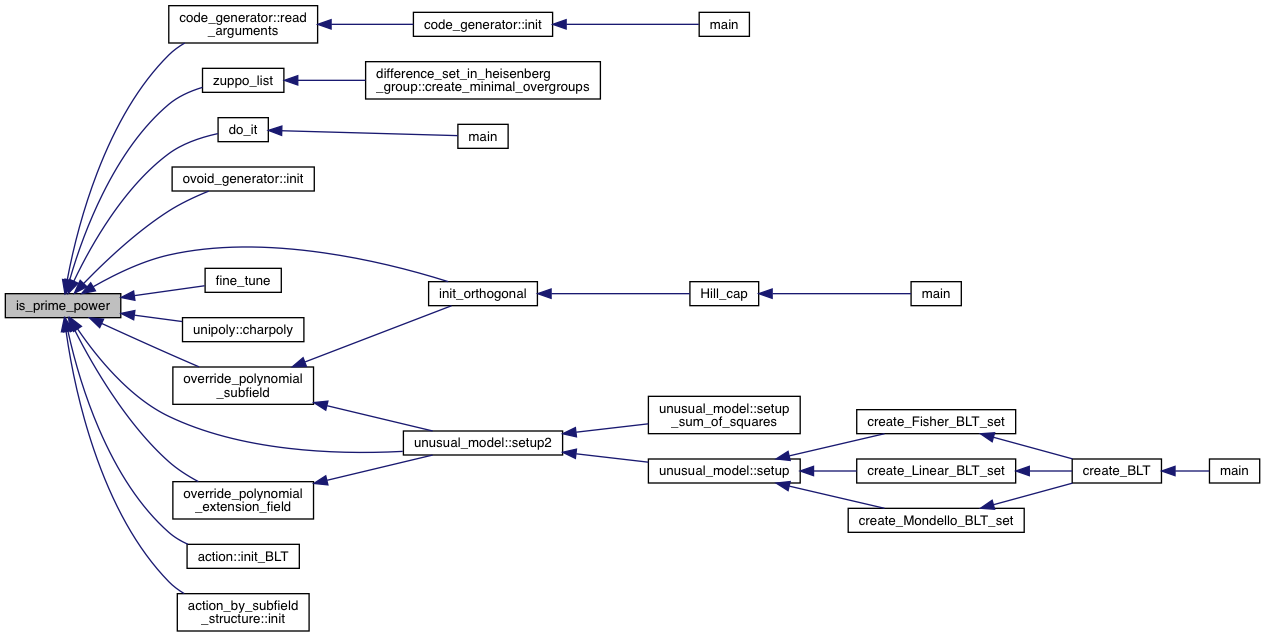 code_generator::read
_arguments
code_generator::init
main
zuppo_list
difference_set_in_heisenberg
_group::create_minimal_overgroups
do_it
main
ovoid_generator::init
is_prime_power
fine_tune
init_orthogonal
Hill_cap
main
unipoly::charpoly
override_polynomial
_subfield
unusual_model::setup2
unusual_model::setup
_sum_of_squares
unusual_model::setup
create_Fisher_BLT_set
create_Linear_BLT_set
create_BLT
main
create_Mondello_BLT_set
override_polynomial
_extension_field
action::init_BLT
action_by_subfield
_structure::init